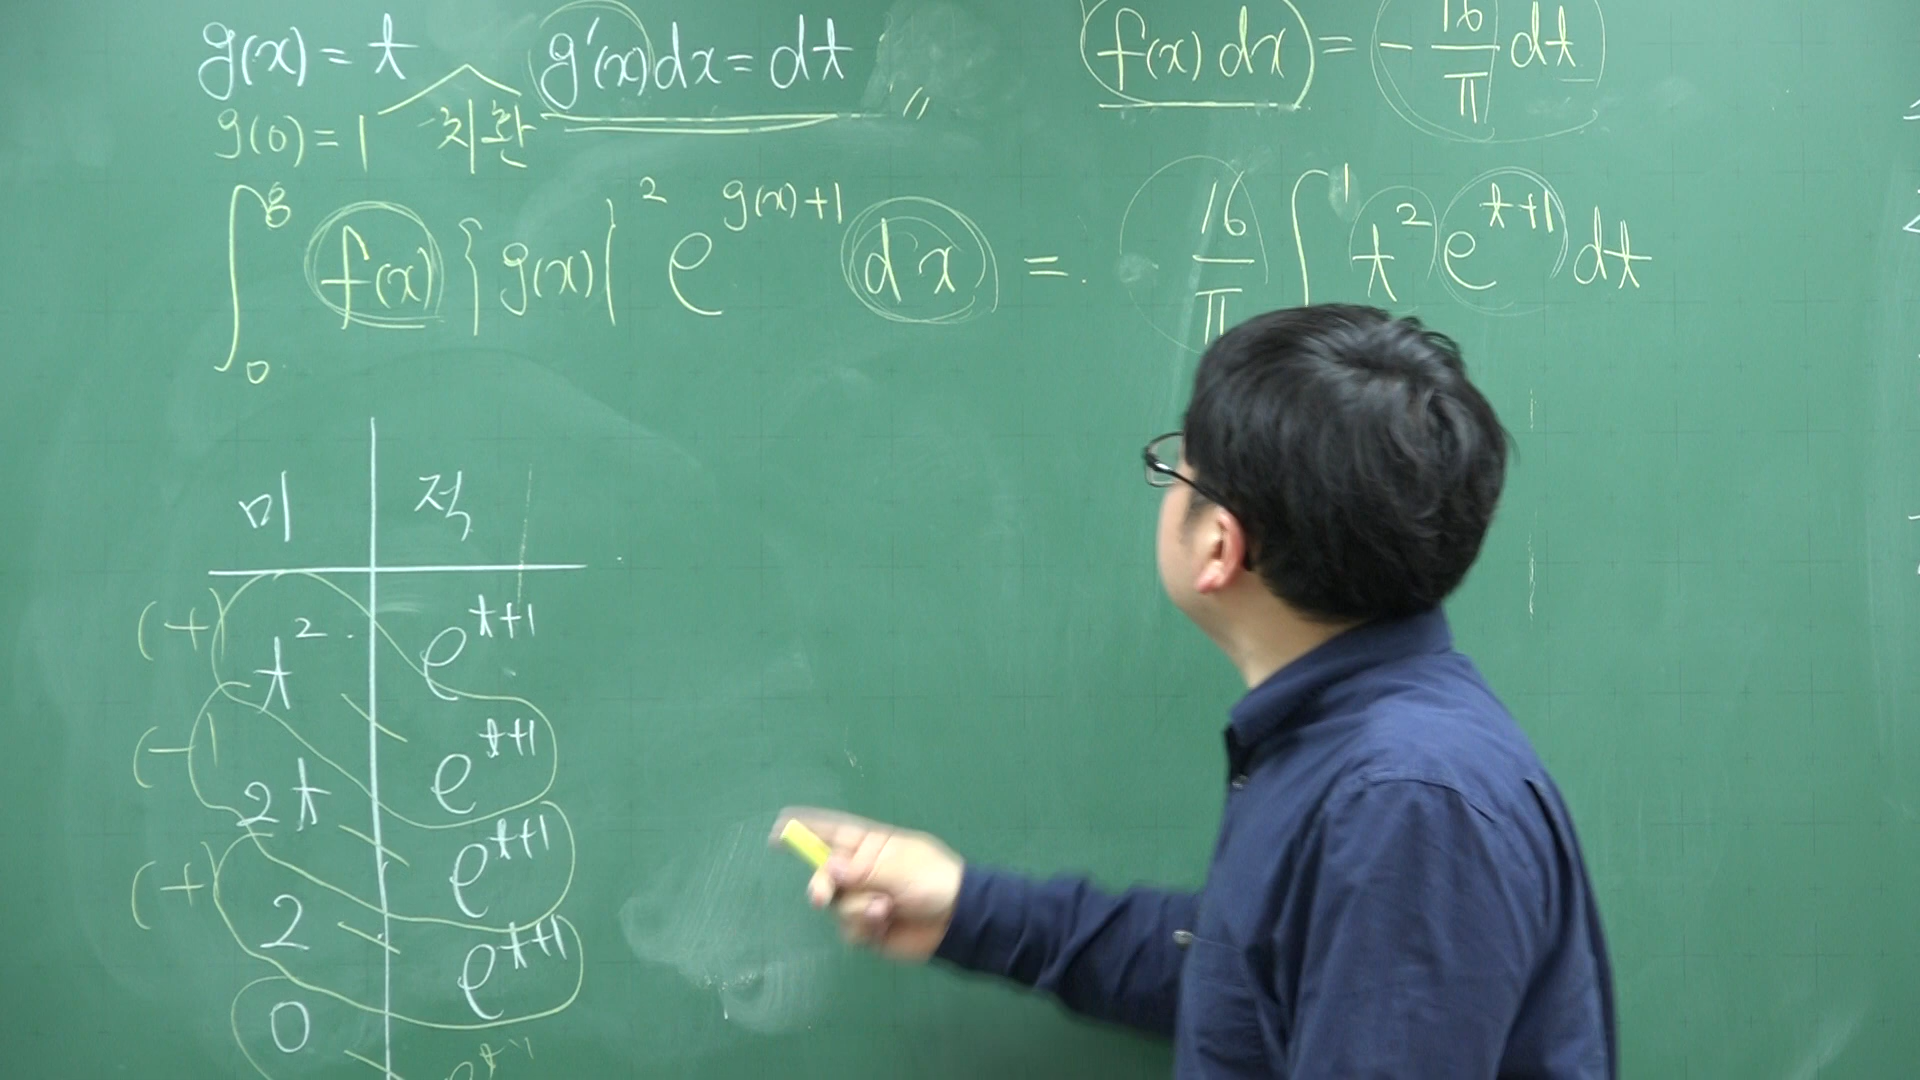 g(x) = t g'(x)dx = dt
g(0) = 1 치환
f(x) dx = - 16/π dt
∫₀⁸ f(x) {g(x)}² e^{g(x)+1} dx = 16/π ∫ ¹ t² e^{t+1} dt
미 적
(+) t² e^{t+1}
(-) 2t e^{t+1}
(+) 2 e^{t+1}
0 e^{t+1}